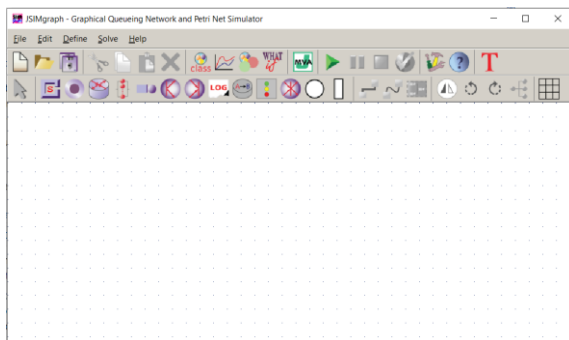 JSIMgraph - Graphical Queueing Network and Petri Net Simulator
File Edit Define Solve Help
class WHAT if MVA ? T
S LOG